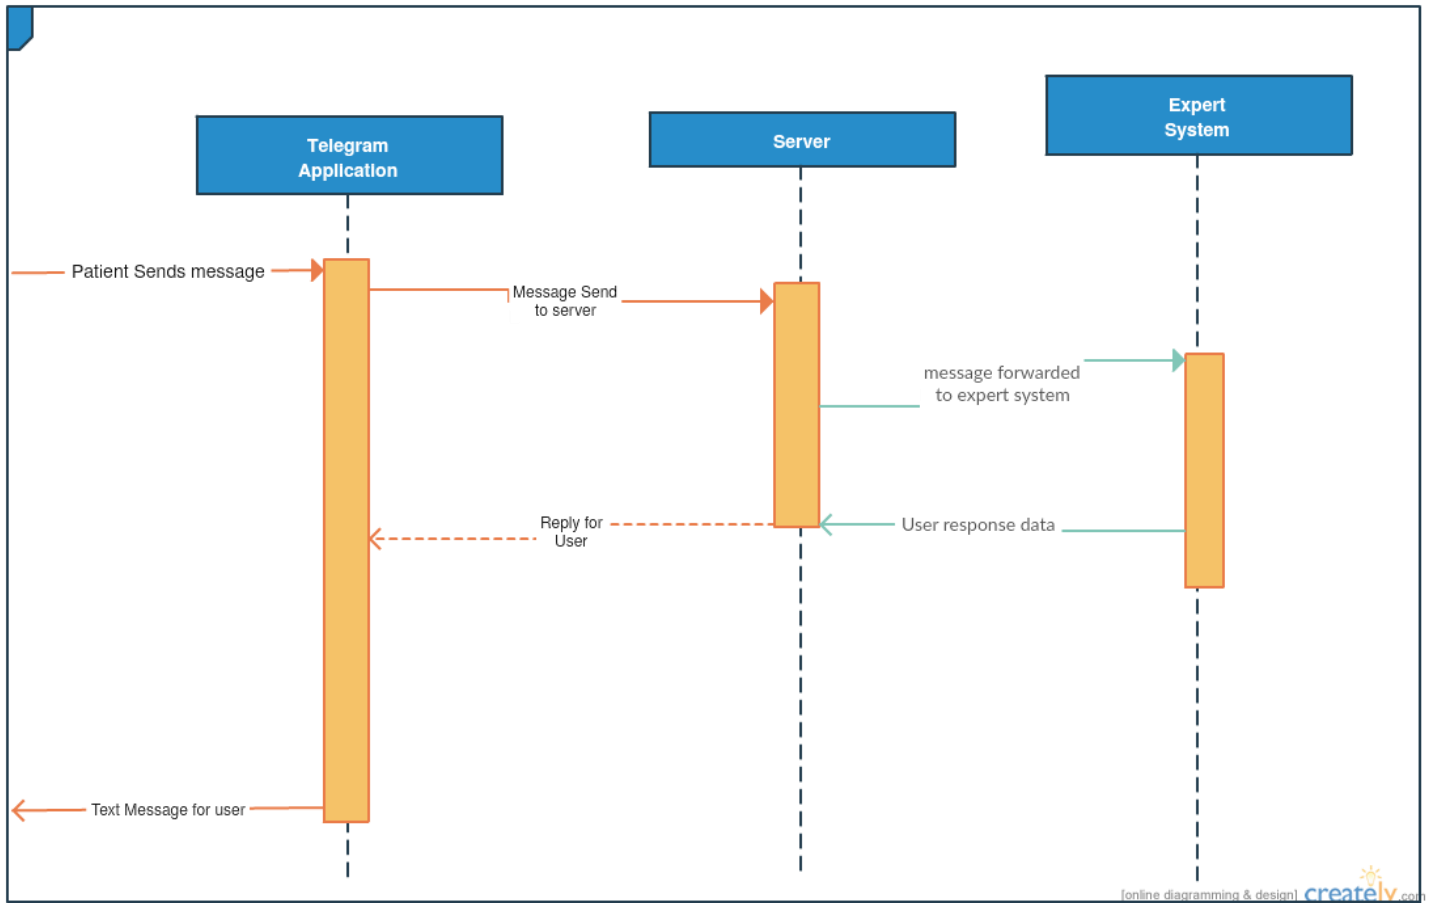 Telegram
Application
Server
Expert
System
Patient Sends message
Message Send
to server
message forwarded
to expert system
Reply for
User
User response data
Text Message for user
[online diagramming & design]
creately.com